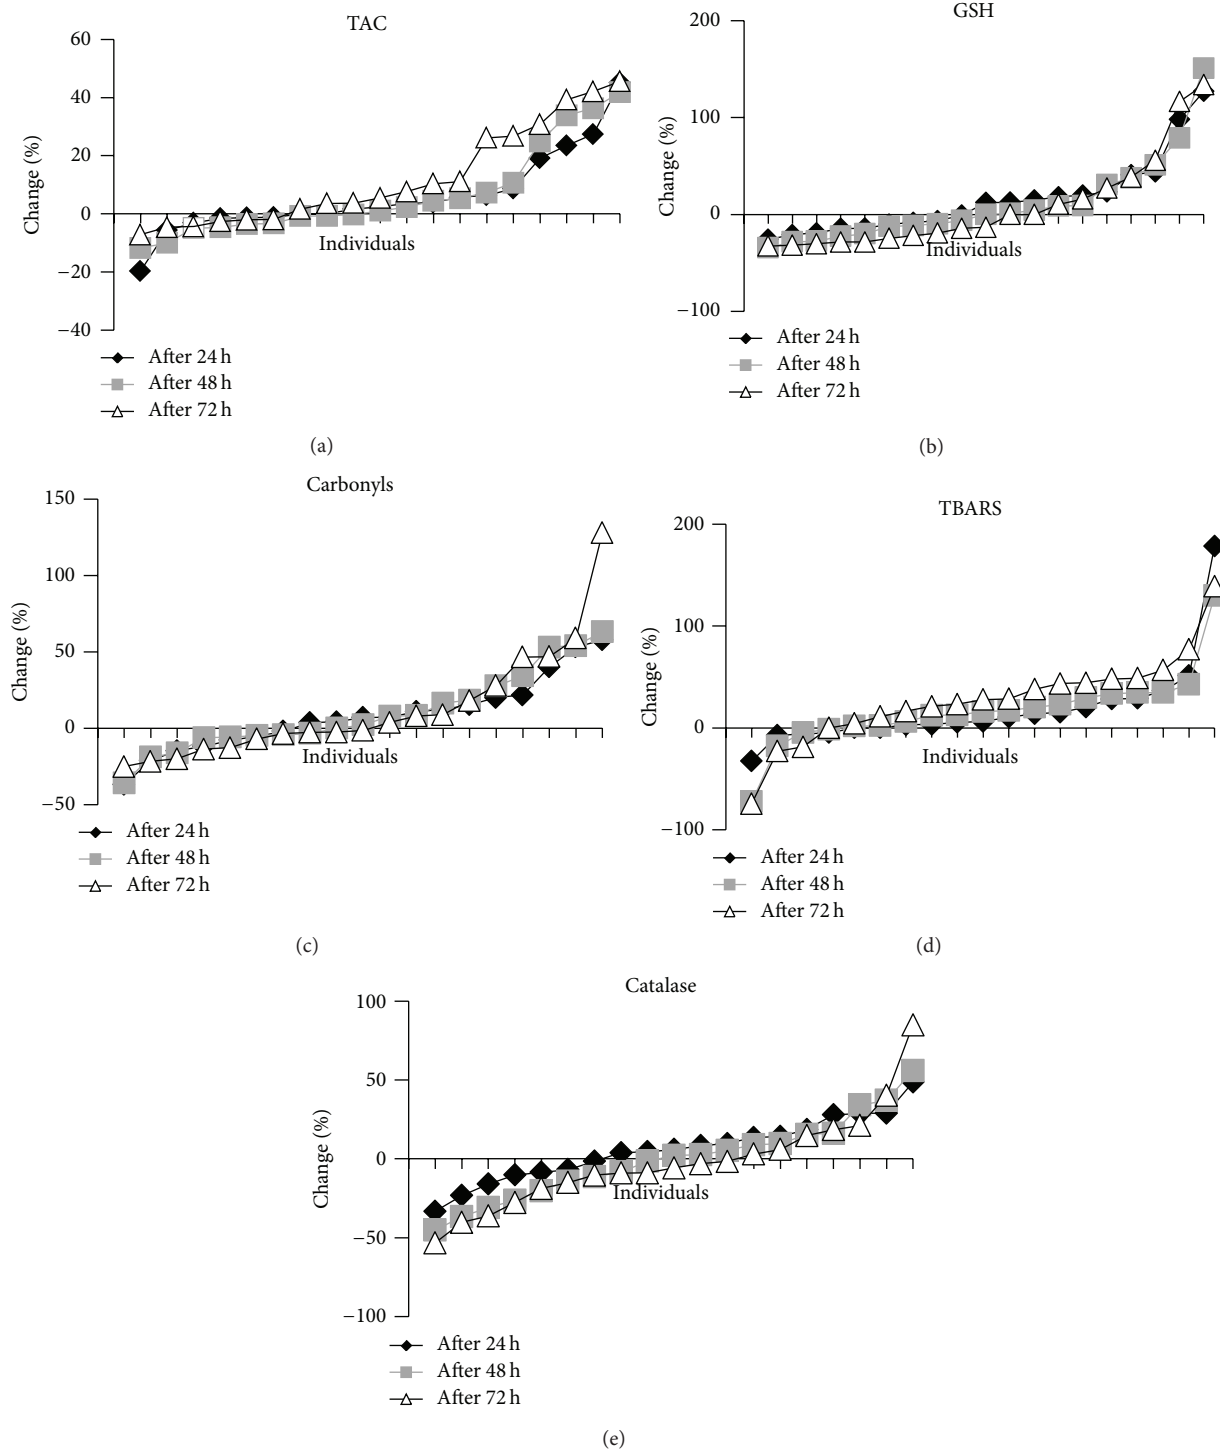 TAC
60
40
20
0
−20
−40
Change (%)
Individuals
After 24 h
After 48 h
After 72 h
(a)
GSH
200
100
0
−100
Change (%)
Individuals
After 24 h
After 48 h
After 72 h
(b)
Carbonyls
150
100
50
0
−50
Change (%)
Individuals
After 24 h
After 48 h
After 72 h
(c)
TBARS
200
100
0
−100
Change (%)
Individuals
After 24 h
After 48 h
After 72 h
(d)
Catalase
100
50
0
−50
−100
Change (%)
Individuals
After 24 h
After 48 h
After 72 h
(e)